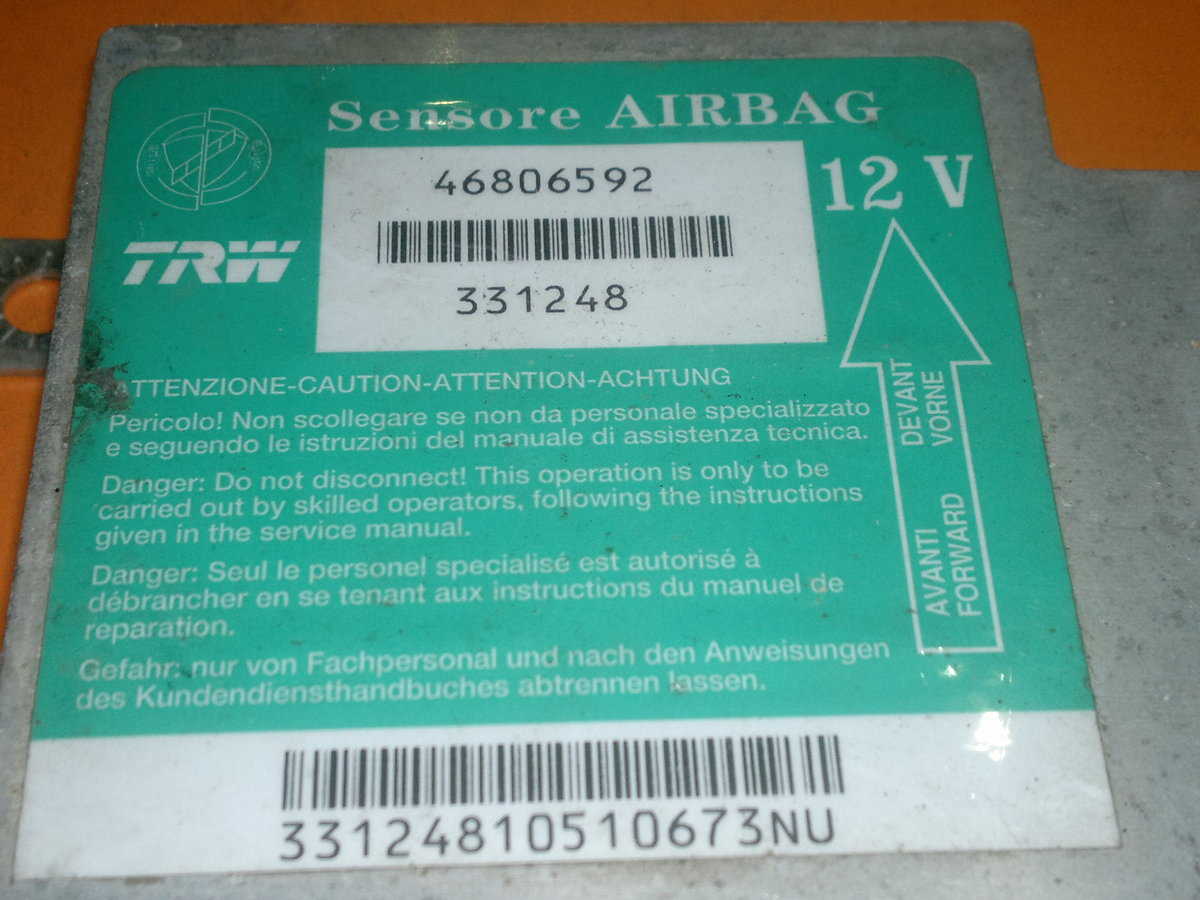 Sensore AIRBAG
46806592
12 V
TRW
331248
ATTENZIONE-CAUTION-ATTENTION-ACHTUNG
Pericolo! Non scollegare se non da personale specializzato
e seguendo le istruzioni del manuale di assistenza tecnica.
Danger: Do not disconnect! This operation is only to be
carried out by skilled operators, following the instructions
given in the service manual.
Danger: Seul le personel specialisé est autorisé à
débrancher en se tenant aux instructions du manuel de
reparation.
Gefahr: nur von Fachpersonal und nach den Anweisungen
des Kundendiensthandbuches abtrennen lassen.
DEVANT
VORNE
AVANTI
FORWARD
33124810510673NU